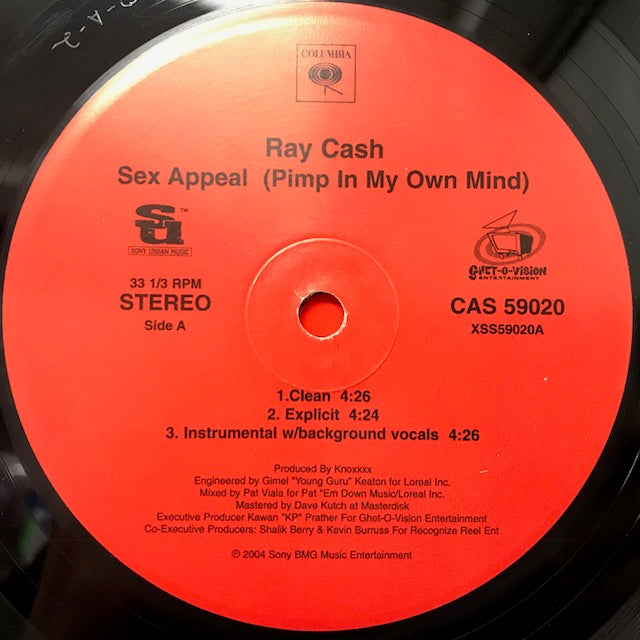 COLUMBIA
Ray Cash
Sex Appeal (Pimp In My Own Mind)
su™
SONY URBAN MUSIC
GHET-O-VISION
ENTERTAINMENT
33 1/3 RPM
STEREO
Side A
CAS 59020
XSS59020A
1.Clean 4:26
2. Explicit 4:24
3. Instrumental w/background vocals 4:26
Produced By Knoxxxx
Engineered by Gimel "Young Guru" Keaton for Loreal Inc.
Mixed by Pat Viala for Pat "Em Down Music/Loreal Inc.
Mastered by Dave Kutch at Masterdisk
Executive Producer Kawan "KP" Prather For Ghet-O-Vision Entertainment
Co-Executive Producers: Shalik Berry & Kevin Burruss For Recognize Reel Ent
℗ 2004 Sony BMG Music Entertainment